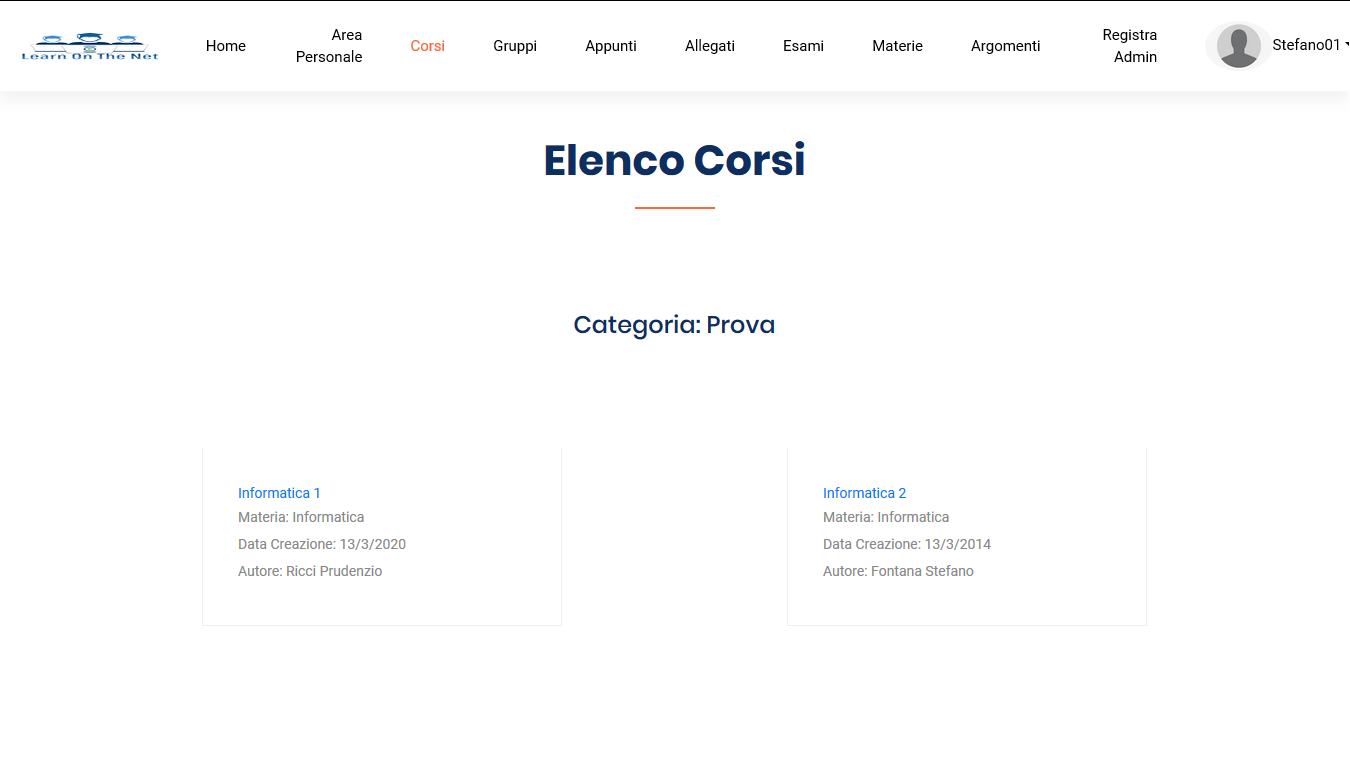 Learn On The Net
Home
Area
Personale
Corsi
Gruppi
Appunti
Allegati
Esami
Materie
Argomenti
Registra
Admin
Stefano01
Elenco Corsi
Categoria: Prova
Informatica 1
Materia: Informatica
Data Creazione: 13/3/2020
Autore: Ricci Prudenzio
Informatica 2
Materia: Informatica
Data Creazione: 13/3/2014
Autore: Fontana Stefano